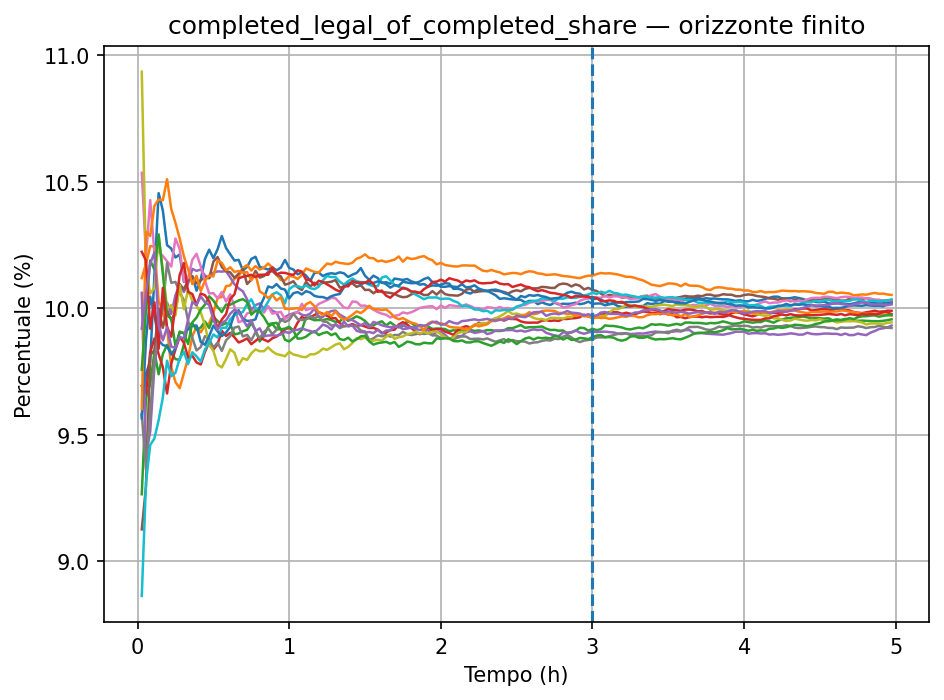 completed_legal_of_completed_share — orizzonte finito
11.0
10.5
10.0
9.5
9.0
Percentuale (%)
0 1 2 3 4 5
Tempo (h)